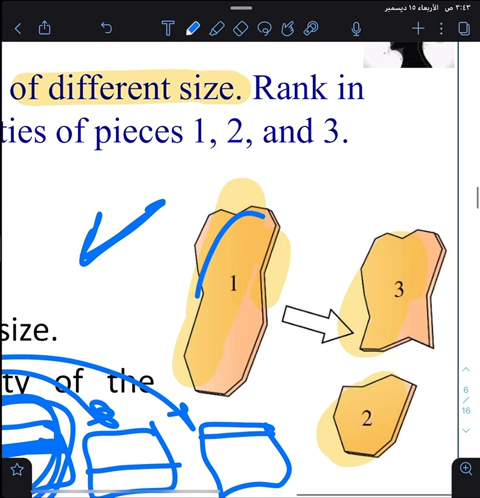 ٣:٤٣ ص الأربعاء ١٥ ديسمبر
of different size. Rank in
ties of pieces 1, 2, and 3.
1
3
size.
ty of the
2
6
/
16